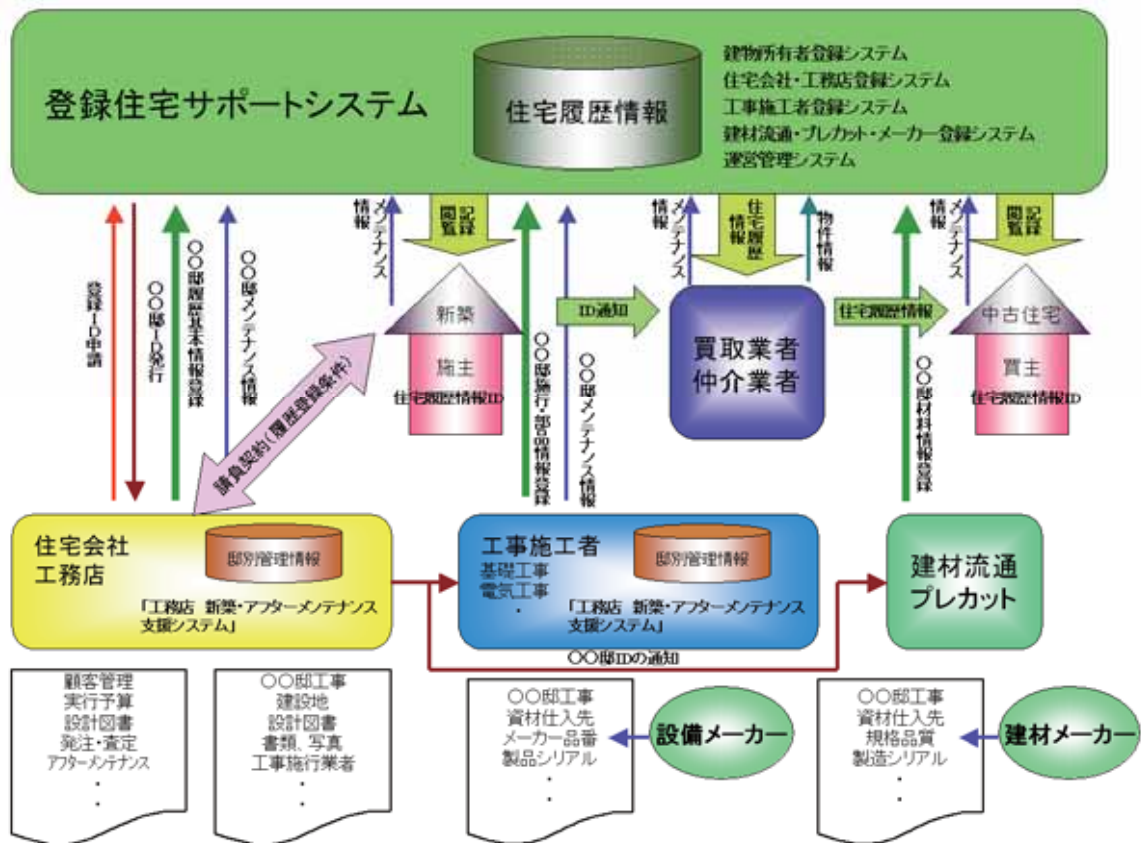 登録住宅サポートシステム
住宅履歴情報
建物所有者登録システム
住宅会社・工務店登録システム
工事施工者登録システム
建材流通・プレカット・メーカー登録システム
運営管理システム
登録ID申請
〇〇邸ID発行
〇〇邸履歴基本情報登録
〇〇邸メンテナンス情報
メンテナンス
情報
記録
閲覧
新築
施主
住宅履歴情報ID
請負契約(履歴登録条件)
〇〇邸施行・部品情報登録
〇〇邸メンテナンス情報
ID通知
メンテナンス
情報
住宅履歴
情報
物件情報
買取業者
仲介業者
住宅履歴情報
〇〇邸材料情報登録
メンテナンス
情報
記録
閲覧
中古住宅
買主
住宅履歴情報ID
住宅会社
工務店
邸別管理情報
「工務店 新築・アフターメンテナンス
支援システム」
工事施工者
基礎工事
電気工事
・
邸別管理情報
「工務店 新築・アフターメンテナンス
支援システム」
建材流通
プレカット
〇〇邸IDの通知
顧客管理
実行予算
設計図書
発注・査定
アフターメンテナンス
・
・
〇〇邸工事
建設地
設計図書
書類、写真
工事施行業者
・
・
〇〇邸工事
資材仕入先
メーカー品番
製品シリアル
・
・
設備メーカー
〇〇邸工事
資材仕入先
規格品質
製造シリアル
・
・
建材メーカー